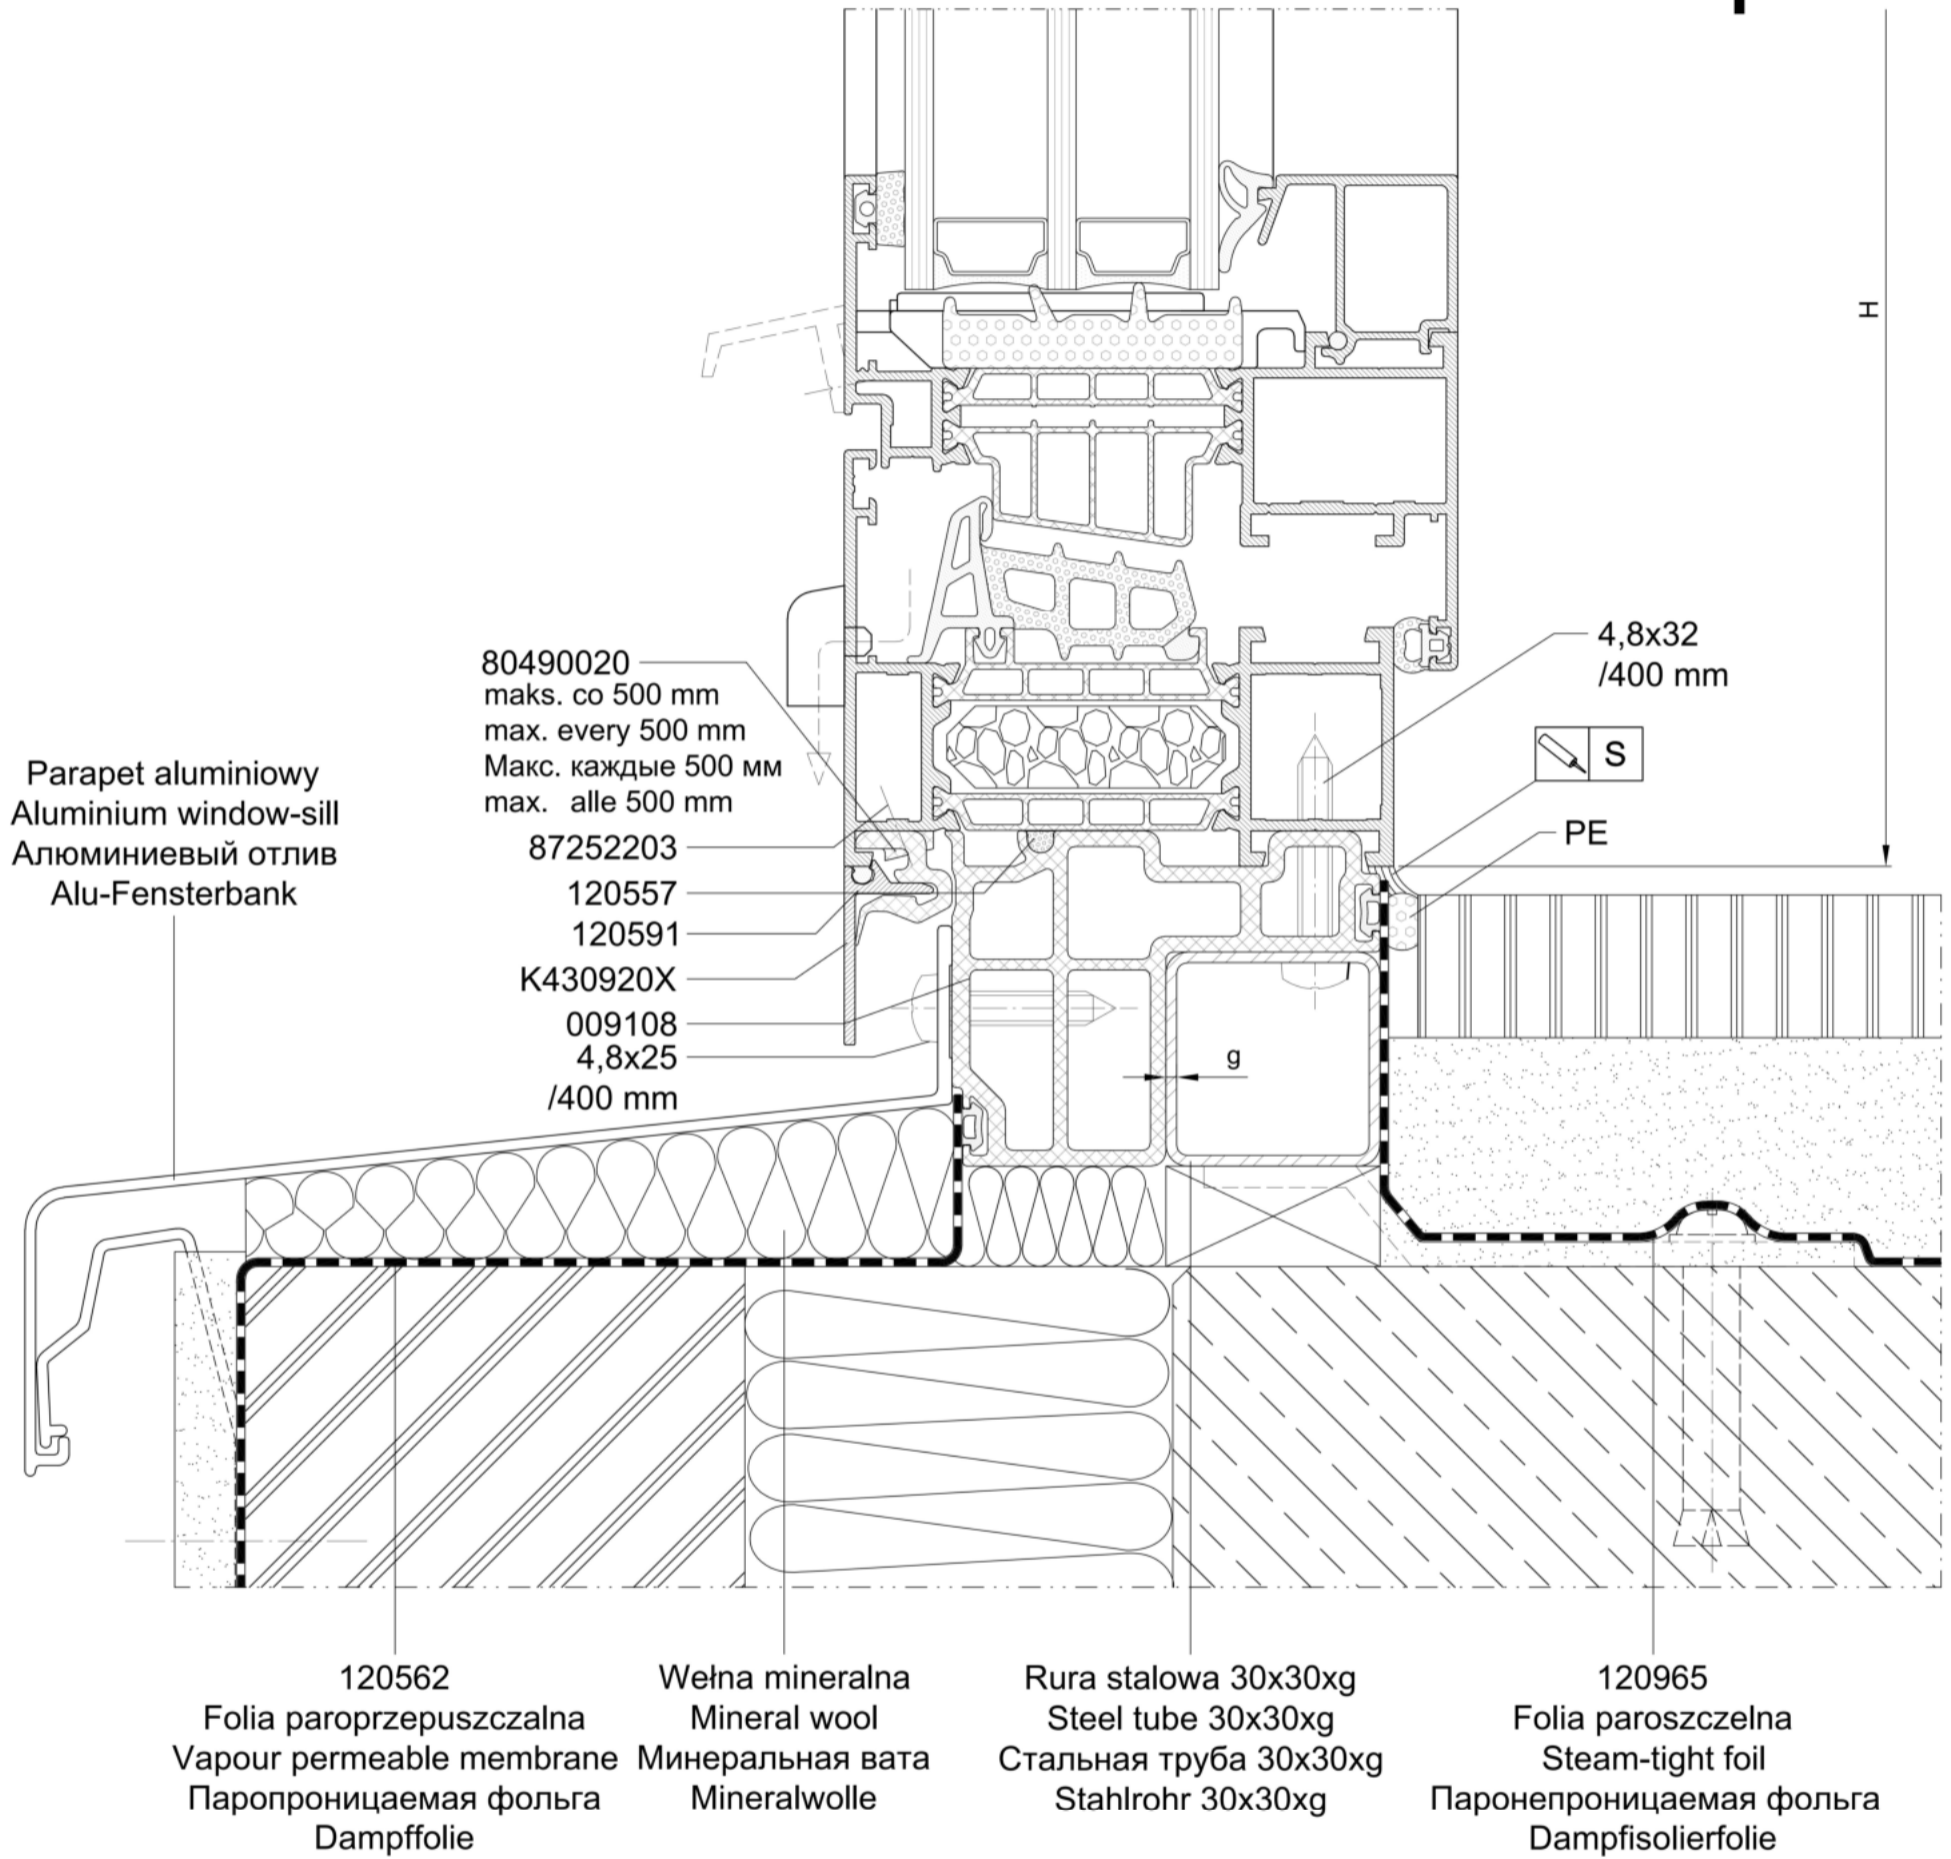 H
80490020
maks. co 500 mm
max. every 500 mm
Макс. каждые 500 мм
max. alle 500 mm
87252203
120557
120591
K430920X
009108
4,8x25
/400 mm
Parapet aluminiowy
Aluminium window-sill
Алюминиевый отлив
Alu-Fensterbank
4,8x32
/400 mm
S
PE
g
120562
Folia paroprzepuszczalna
Vapour permeable membrane
Паропроницаемая фольга
Dampffolie
Wełna mineralna
Mineral wool
Минеральная вата
Mineralwolle
Rura stalowa 30x30xg
Steel tube 30x30xg
Стальная труба 30x30xg
Stahlrohr 30x30xg
120965
Folia paroszczelna
Steam-tight foil
Паронепроницаемая фольга
Dampfisolierfolie